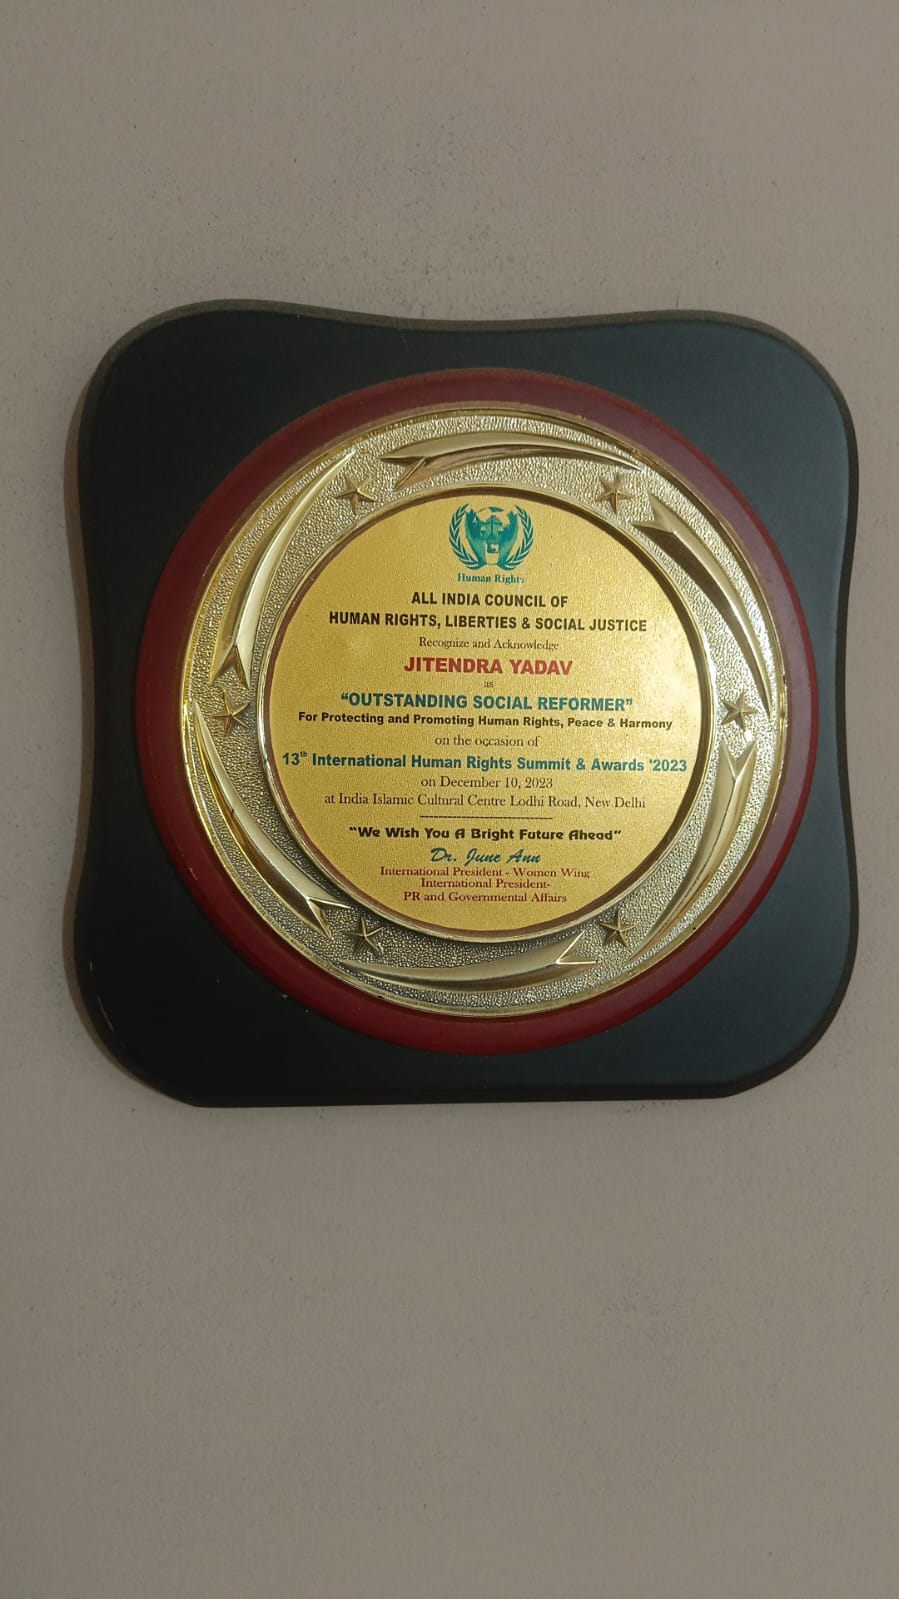 Human Rights
ALL INDIA COUNCIL OF
HUMAN RIGHTS, LIBERTIES & SOCIAL JUSTICE
Recognize and Acknowledge
JITENDRA YADAV
as
“OUTSTANDING SOCIAL REFORMER”
For Protecting and Promoting Human Rights, Peace & Harmony
on the occasion of
13th International Human Rights Summit & Awards '2023
on December 10, 2023
at India Islamic Cultural Centre Lodhi Road, New Delhi
"We Wish You A Bright Future Ahead"
Dr. June Ann
International President - Women Wing
International President-
PR and Governmental Affairs